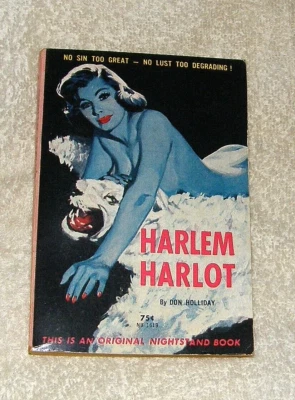 NO SIN TOO GREAT — NO LUST TOO DEGRADING!
HARLEM
HARLOT
By DON HOLLIDAY
75¢
THIS IS AN ORIGINAL NIGHTSTAND BOOK